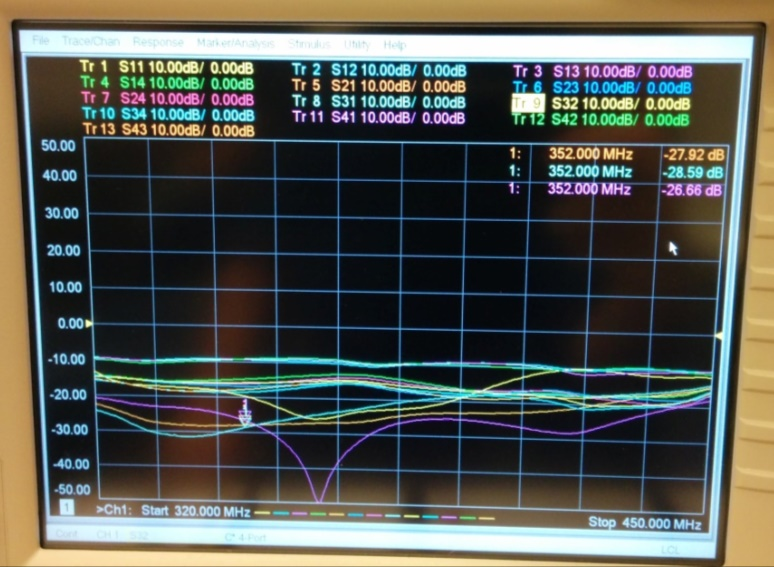 File Trace/Chan Response Marker/Analysis Stimulus Utility Help
Tr 1 S11 10.00dB/ 0.00dB Tr 2 S12 10.00dB/ 0.00dB Tr 3 S13 10.00dB/ 0.00dB
Tr 4 S14 10.00dB/ 0.00dB Tr 5 S21 10.00dB/ 0.00dB Tr 6 S23 10.00dB/ 0.00dB
Tr 7 S24 10.00dB/ 0.00dB Tr 8 S31 10.00dB/ 0.00dB Tr 9 S32 10.00dB/ 0.00dB
Tr 10 S34 10.00dB/ 0.00dB Tr 11 S41 10.00dB/ 0.00dB Tr 12 S42 10.00dB/ 0.00dB
Tr 13 S43 10.00dB/ 0.00dB
50.00
1: 352.000 MHz -27.92 dB
1: 352.000 MHz -28.59 dB
40.00
1: 352.000 MHz -26.66 dB
30.00
20.00
10.00
0.00
-10.00
-20.00
1
-30.00
-40.00
-50.00
1 >Ch1: Start 320.000 MHz Stop 450.000 MHz
Cont. CH 1: S32 C* 4-Port LCL